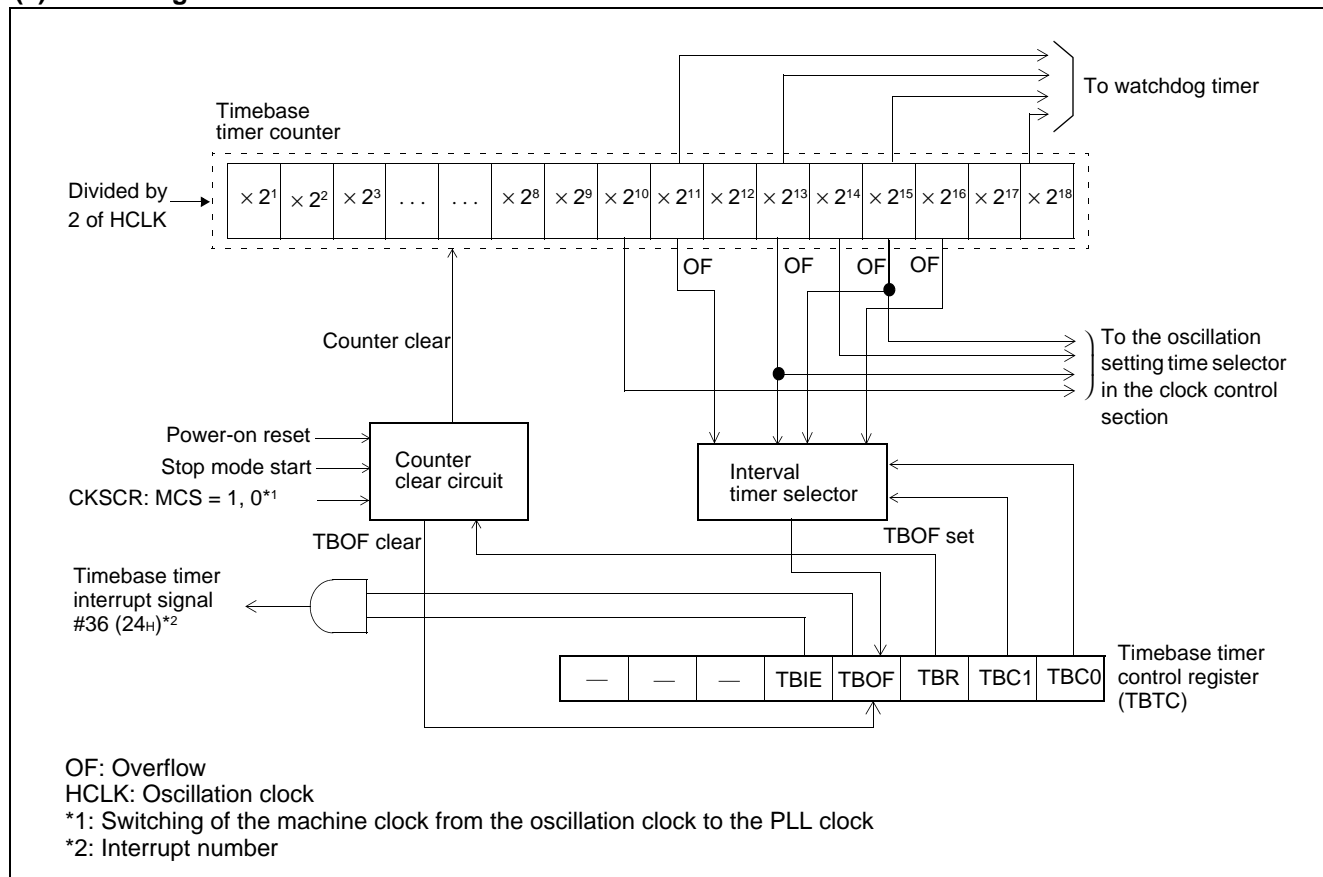 To watchdog timer
Timebase
timer counter
Divided by
2 of HCLK
× 2¹ × 2² × 2³ . . . . . . × 2⁸ × 2⁹ × 2¹⁰ × 2¹¹ × 2¹² × 2¹³ × 2¹⁴ × 2¹⁵ × 2¹⁶ × 2¹⁷ × 2¹⁸
OF OF OF OF
Counter clear
To the oscillation
setting time selector
in the clock control
section
Power-on reset
Stop mode start
CKSCR: MCS = 1, 0*¹
Counter
clear circuit
Interval
timer selector
TBOF clear
TBOF set
Timebase timer
interrupt signal
#36 (24H)*²
— — — TBIE TBOF TBR TBC1 TBC0
Timebase timer
control register
(TBTC)
OF: Overflow
HCLK: Oscillation clock
*1: Switching of the machine clock from the oscillation clock to the PLL clock
*2: Interrupt number